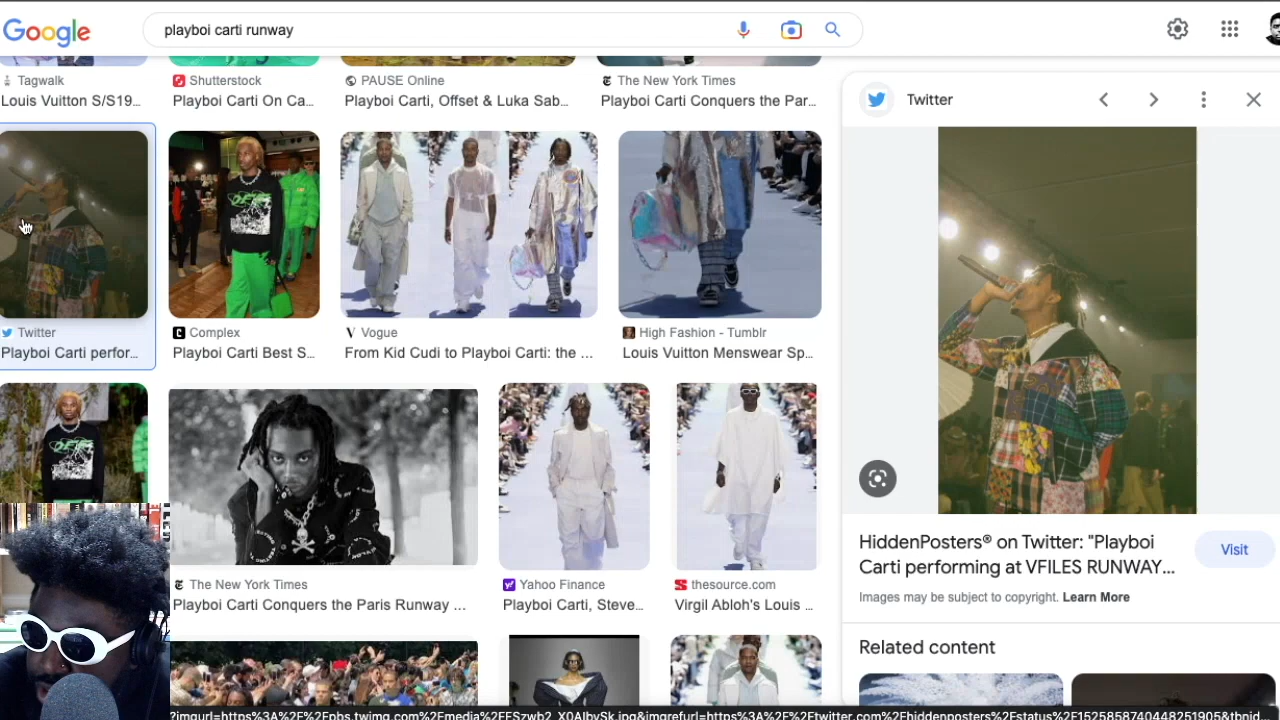 Google
playboi carti runway
Tagwalk
Louis Vuitton S/S19...
Shutterstock
Playboi Carti On Ca...
PAUSE Online
Playboi Carti, Offset & Luka Sab...
The New York Times
Playboi Carti Conquers the Par...
Twitter
Playboi Carti perfor...
Complex
Playboi Carti Best S...
Vogue
From Kid Cudi to Playboi Carti: the ...
High Fashion - Tumblr
Louis Vuitton Menswear Sp...
The New York Times
Playboi Carti Conquers the Paris Runway ...
Yahoo Finance
Playboi Carti, Steve...
thesource.com
Virgil Abloh's Louis ...
Twitter
HiddenPosters® on Twitter: "Playboi
Carti performing at VFILES RUNWAY...
Visit
Images may be subject to copyright. Learn More
Related content